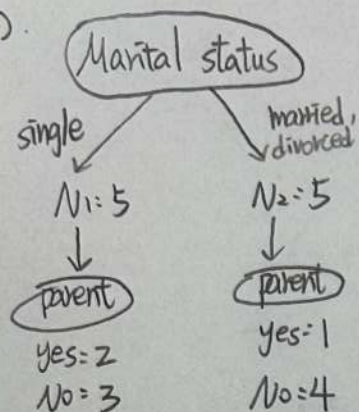 ).
Marital status
single
married,
divorced
N1: 5
N2: 5
parent
parent
yes=2
yes=1
No=3
No=4